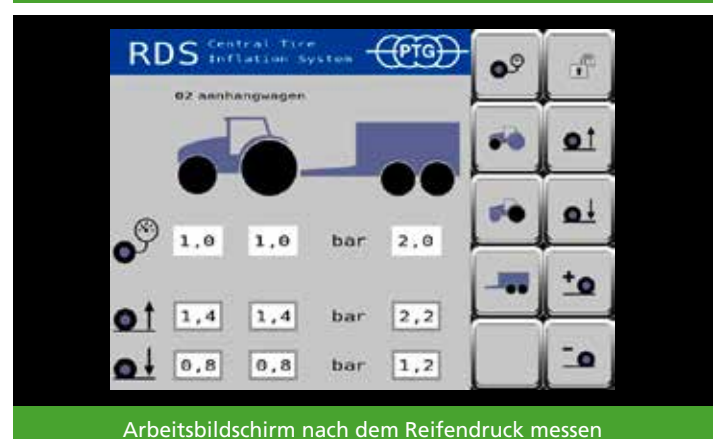 RDS Central Tire
Inflation System
PTG
02 aanhangwagen
1,0 1,0 bar 2,0
1,4 1,4 bar 2,2
0,8 0,8 bar 1,2
+
-
Arbeitsbildschirm nach dem Reifendruck messen